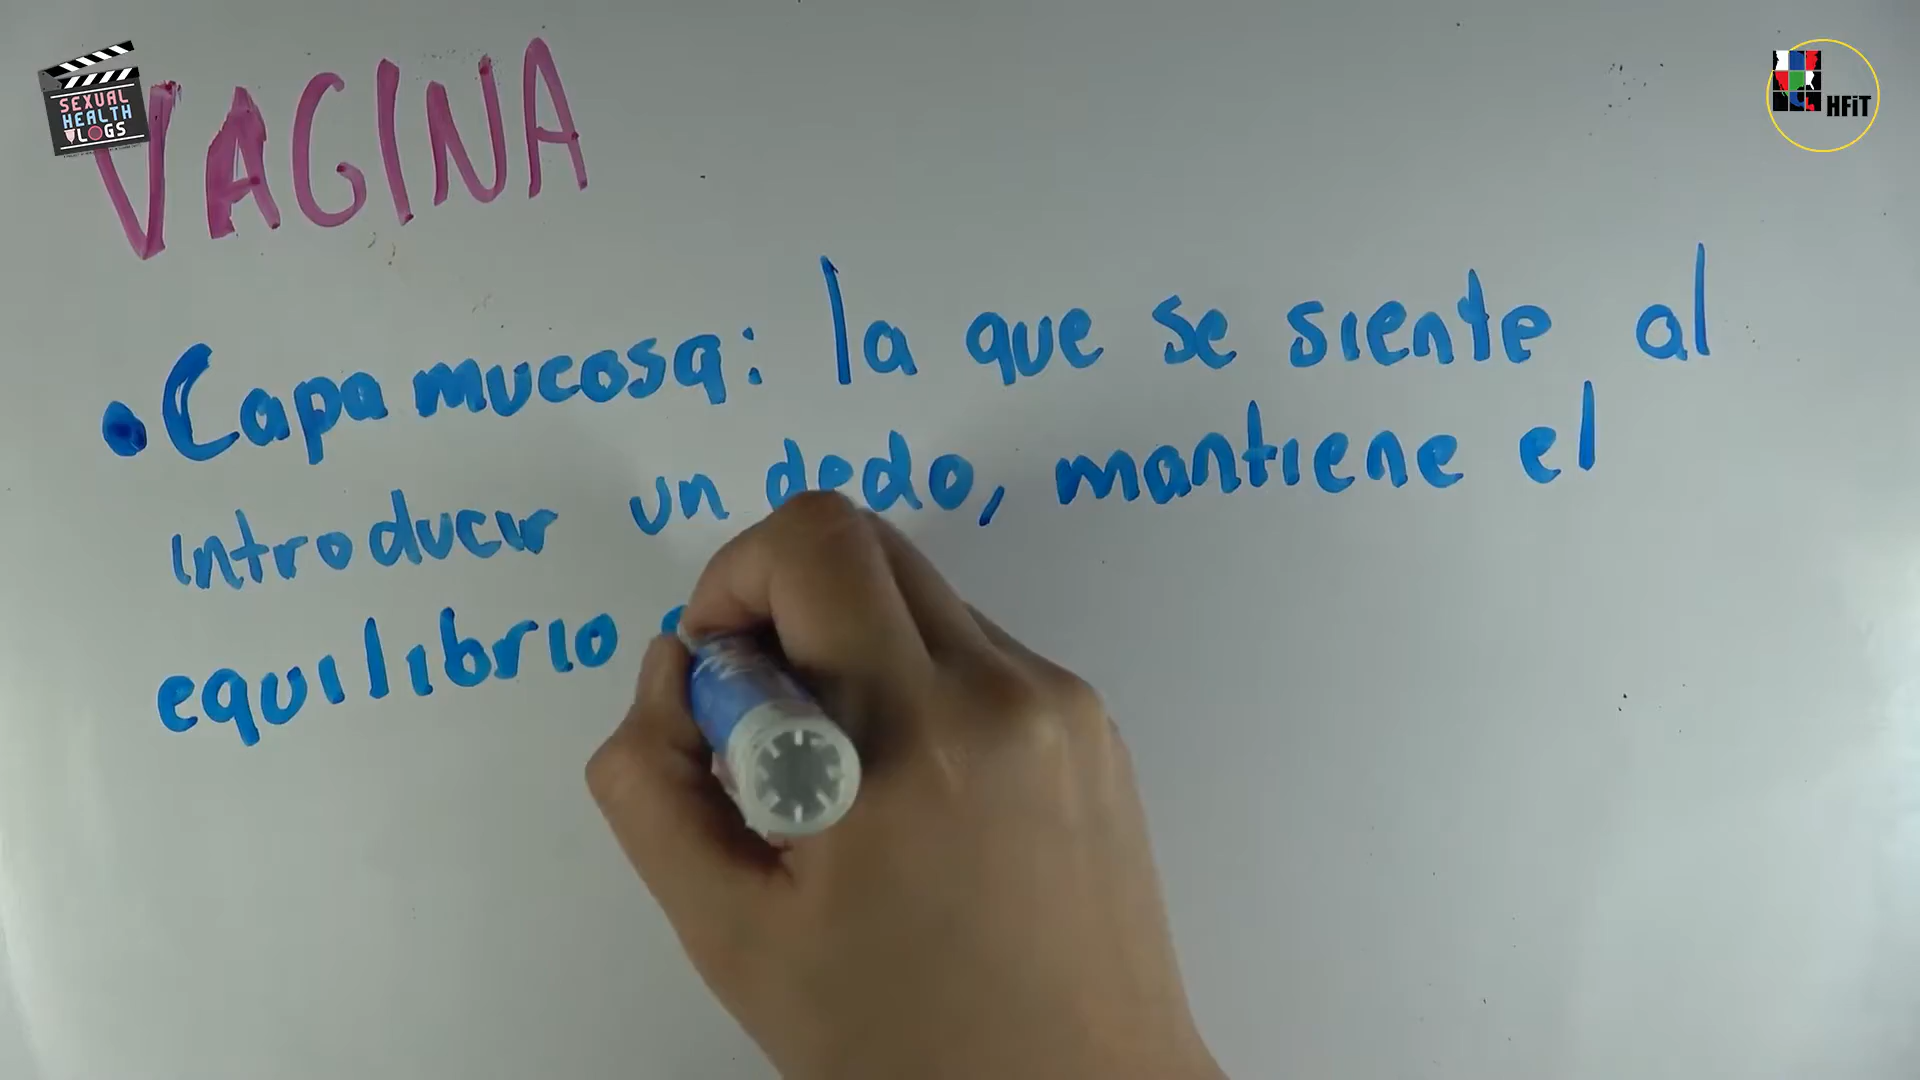 SEXUAL
HEALTH
VLOGS
HFiT
VAGINA
• Capa mucosa: la que se siente al
introducir un dedo, mantiene el
equilibrio